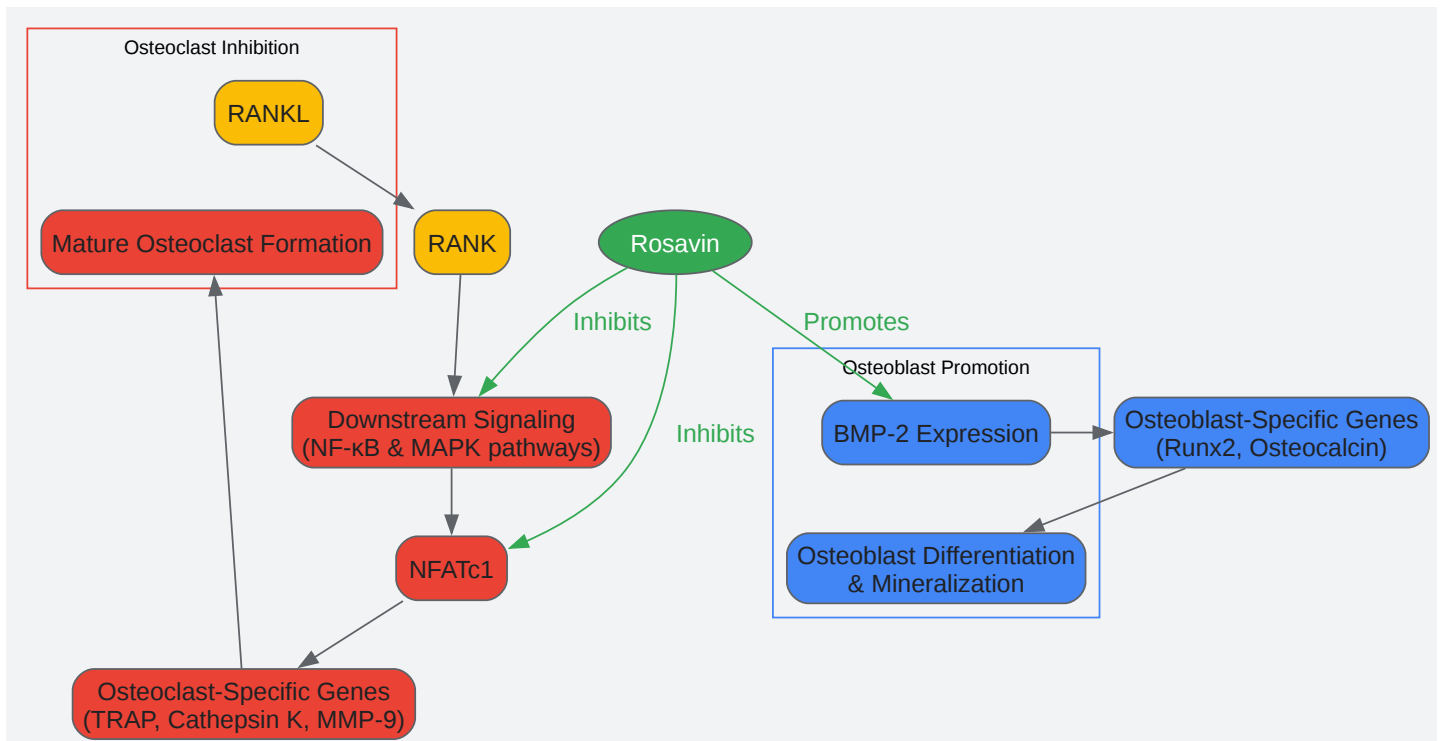 Osteoclast Inhibition
RANKL
Mature Osteoclast Formation
RANK
Rosavin
Inhibits
Promotes
Osteoblast Promotion
Downstream Signaling
(NF-κB & MAPK pathways)
Inhibits
BMP-2 Expression
Osteoblast-Specific Genes
(Runx2, Osteocalcin)
NFATc1
Osteoblast Differentiation
& Mineralization
Osteoclast-Specific Genes
(TRAP, Cathepsin K, MMP-9)